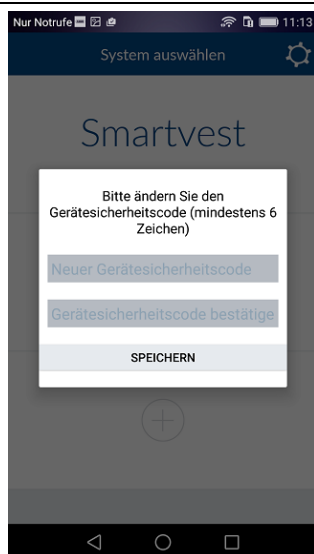 Nur Notrufe 11:13
System auswählen
Smartvest
Bitte ändern Sie den
Gerätesicherheitscode (mindestens 6
Zeichen)
Neuer Gerätesicherheitscode
Gerätesicherheitscode bestätige
SPEICHERN